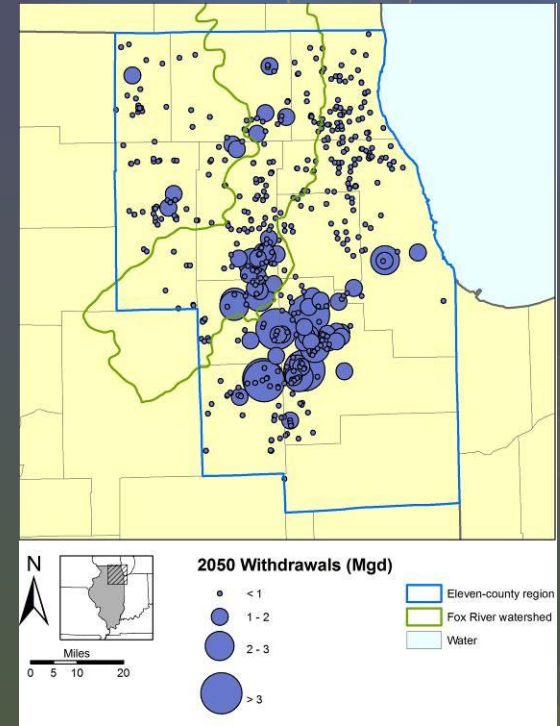 N
Miles
0 5 10 20
2050 Withdrawals (Mgd)
< 1
1 - 2
2 - 3
> 3
Eleven-county region
Fox River watershed
Water